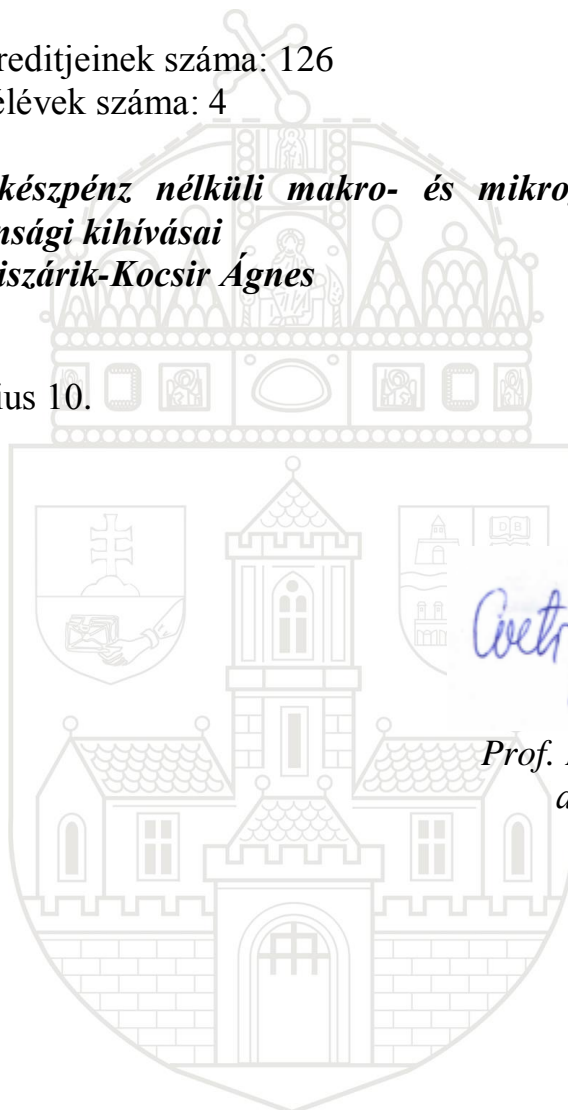 reditjeinek száma: 126
élévek száma: 4
készpénz nélküli makro- és mikro
nsági kihívásai
iszárik-Kocsir Ágnes
ius 10.
Prof.